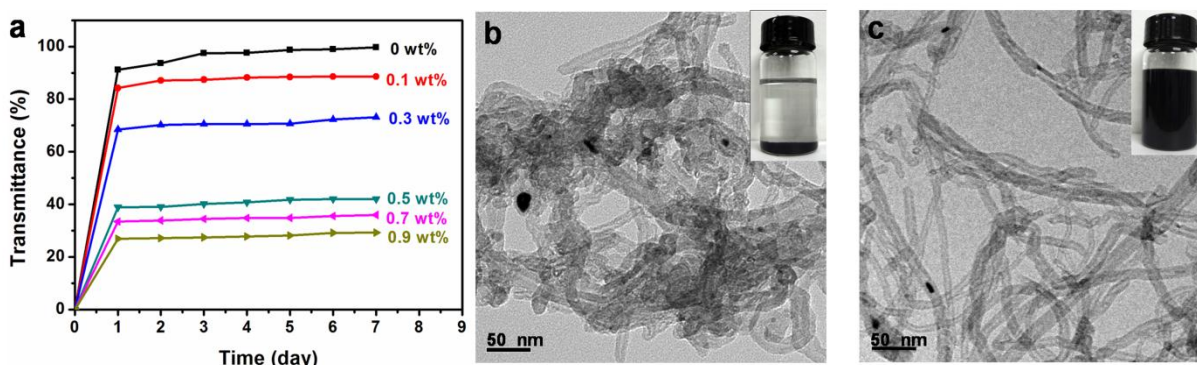 a
Transmittance (%)
100
80
60
40
20
0
0 wt%
0.1 wt%
0.3 wt%
0.5 wt%
0.7 wt%
0.9 wt%
0 1 2 3 4 5 6 7 8 9
Time (day)
b
50 nm
c
50 nm